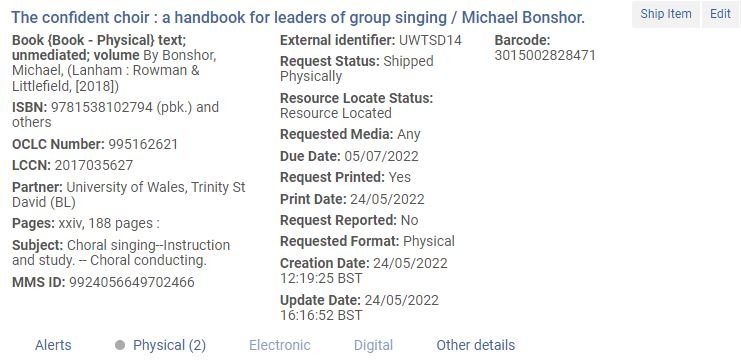 The confident choir : a handbook for leaders of group singing / Michael Bonshor.
Ship Item
Edit
Book {Book - Physical} text;
unmediated; volume By Bonshor,
Michael, (Lanham : Rowman &
Littlefield, [2018])
ISBN: 9781538102794 (pbk.) and
others
OCLC Number: 995162621
LCCN: 2017035627
Partner: University of Wales, Trinity St
David (BL)
Pages: xxiv, 188 pages :
Subject: Choral singing--Instruction
and study. -- Choral conducting.
MMS ID: 9924056649702466
External identifier: UWTSD14
Request Status: Shipped
Physically
Resource Locate Status:
Resource Located
Requested Media: Any
Due Date: 05/07/2022
Request Printed: Yes
Print Date: 24/05/2022
Request Reported: No
Requested Format: Physical
Creation Date: 24/05/2022
12:19:25 BST
Update Date: 24/05/2022
16:16:52 BST
Barcode:
3015002828471
Alerts
Physical (2)
Electronic
Digital
Other details